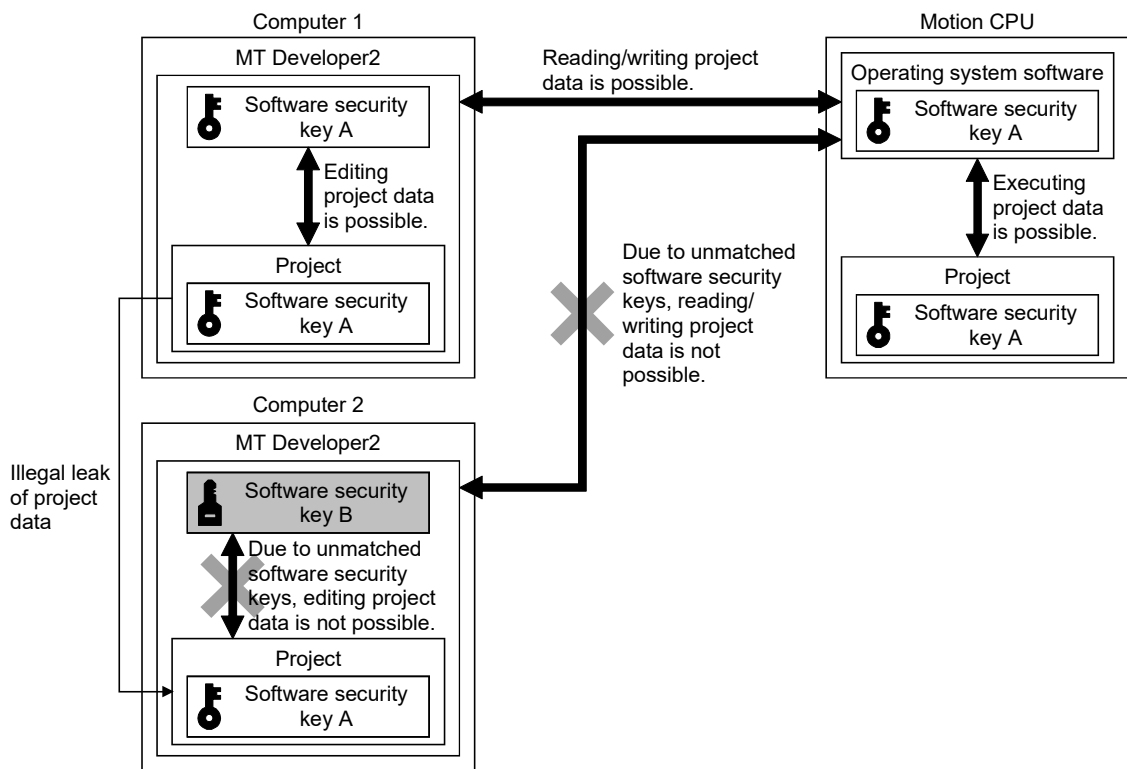 Computer 1
MT Developer2
Software security
key A
Editing
project data
is possible.
Project
Software security
key A
Reading/writing project
data is possible.
Motion CPU
Operating system software
Software security
key A
Executing
project data
is possible.
Project
Software security
key A
Due to unmatched
software security
keys, reading/
writing project
data is not
possible.
Illegal leak
of project
data
Computer 2
MT Developer2
Software security
key B
Due to unmatched
software security
keys, editing project
data is not possible.
Project
Software security
key A